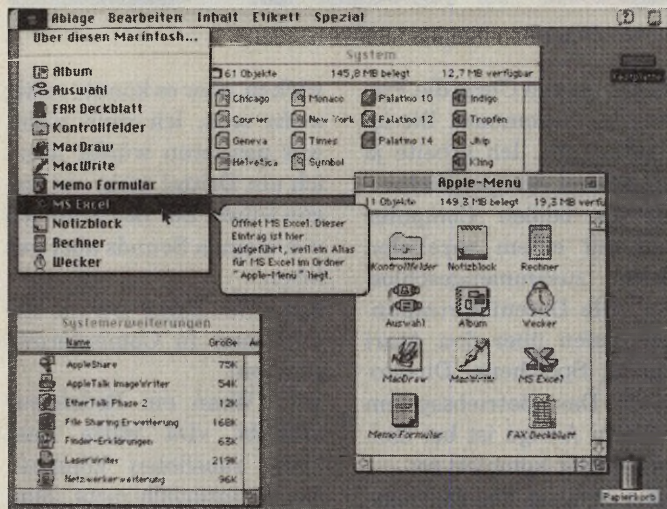 Ablage Bearbeiten Inhalt Etikett Spezial
Über diesen Macintosh...
Album
Auswahl
FAX Deckblatt
Kontrollfelder
MacDraw
MacWrite
Memo Formular
MS Excel
Notizblock
Rechner
Wecker
System
61 Objekte 145,8 MB belegt 12,7 MB verfügbar
Chicago Monaco Palatino 10 Indigo
Courier New York Palatino 12 Tropfen
Geneva Times Palatino 14
Helvetica Symbol Kling
Festplatte
Öffnet MS Excel. Dieser
Eintrag ist hier
aufgeführt, weil ein Alias
für MS Excel im Ordner
"Apple-Menü" liegt.
Apple-Menü
11 Objekte 149,3 MB belegt 19,3 MB verfü
Kontrollfelder Notizblock Rechner
Auswahl Album Wecker
MacDraw MacWrite MS Excel
Memo Formular FAX Deckblatt
Systemerweiterungen
Name Größe
AppleShare 75K
AppleTalk ImageWriter 54K
EtherTalk Phase 2 12K
File Sharing Erweiterung 168K
Finder-Erklärungen 63K
LaserWriter 219K
Netzwerkerweiterung 96K
Papierkorb